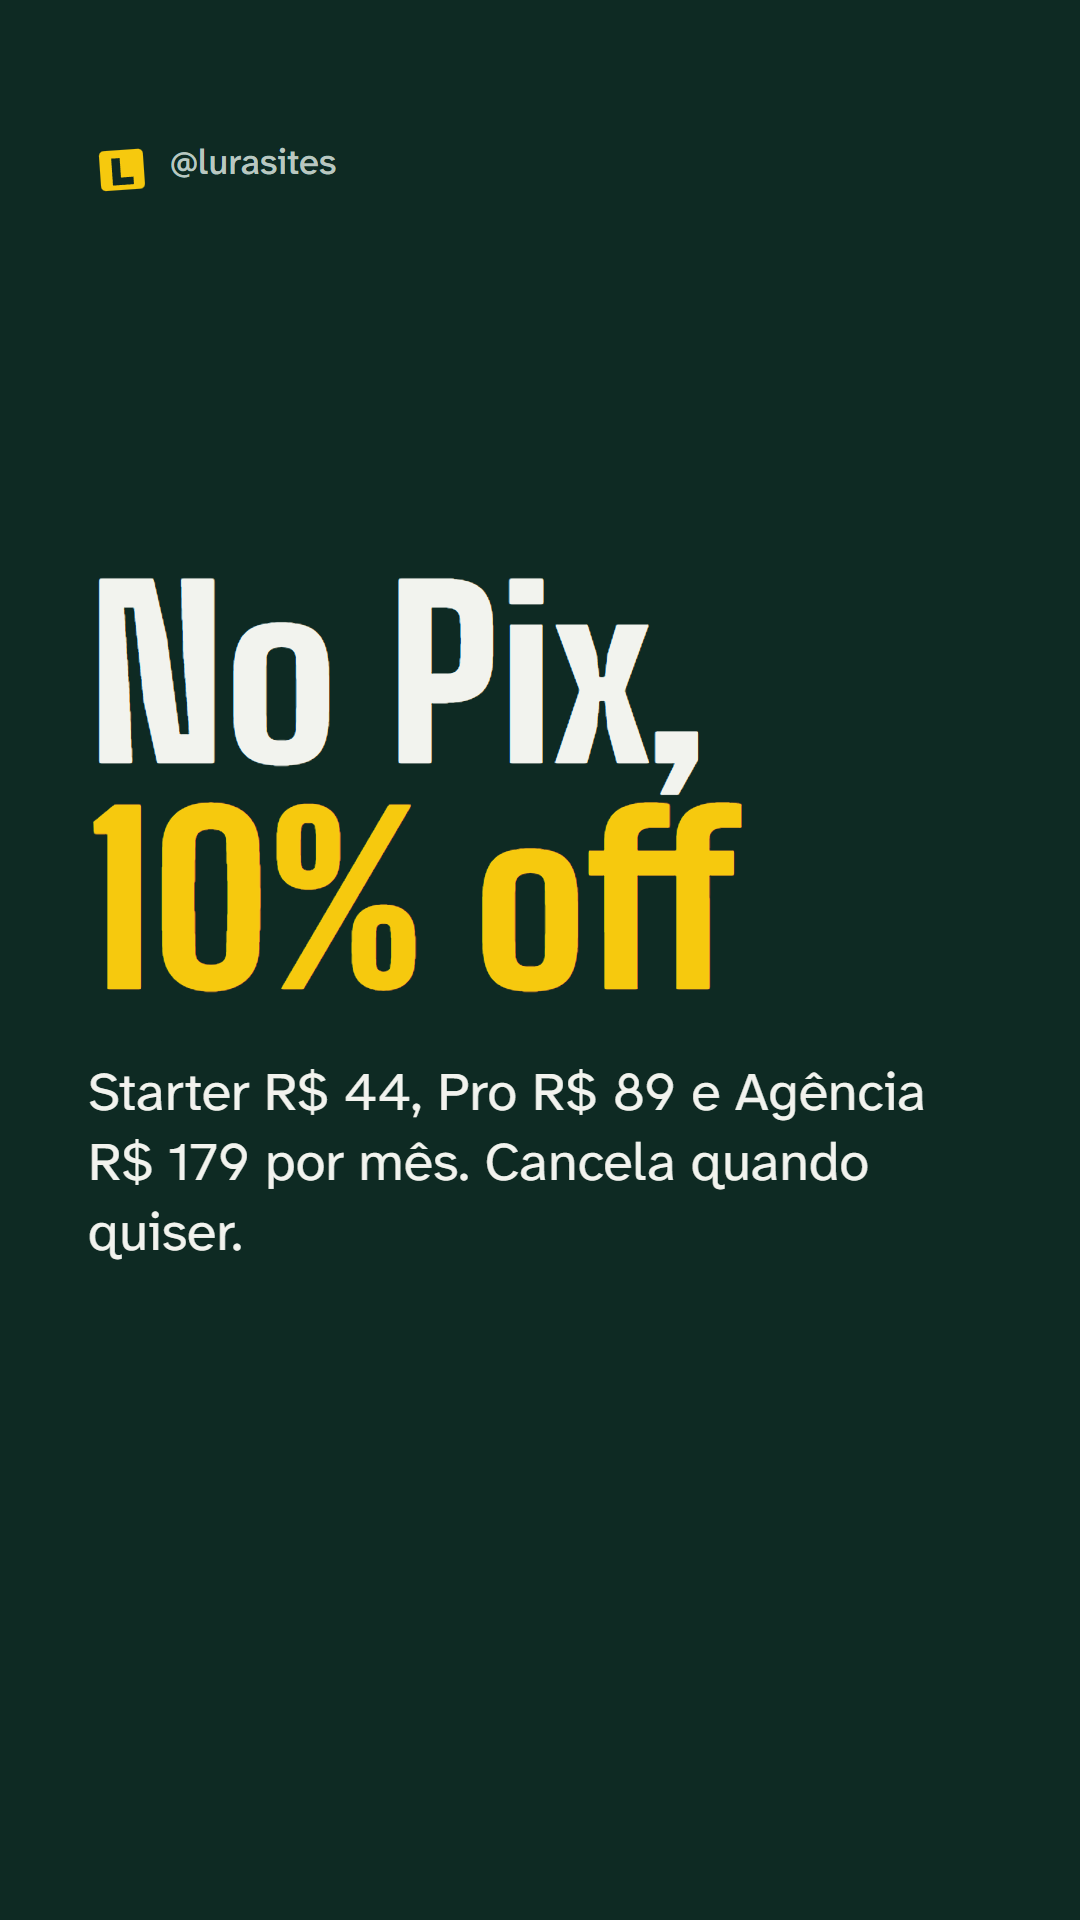 L @lurasites
No Pix,
10% off
Starter R$ 44, Pro R$ 89 e Agência
R$ 179 por mês. Cancela quando
quiser.